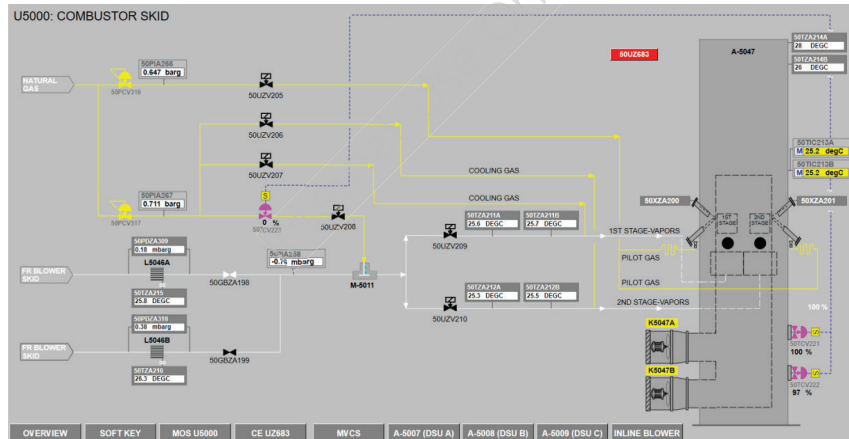 U5000: COMBUSTOR SKID
50UZ683
A-5047
50TZA214A
28 DEGC
50TZA214B
26 DEGC
50PIA266
0.647 barg
NATURAL
GAS
50PCV316
50UZV205
50UZV206
50UZV207
50TIC213A
M 25.2 degC
50TIC213B
M 25.2 degC
COOLING GAS
50PIA267
0.711 barg
50PCV317
S
0 %
50TCV223
50UZV208
COOLING GAS
50XZA200
50XZA201
1ST
STAGE
2ND
STAGE
50TZA211A
25.6 DEGC
50TZA211B
25.7 DEGC
50UZV209
1ST STAGE-VAPORS
PILOT GAS
PILOT GAS
50PDZA309
0.18 mbarg
L5046A
FR BLOWER
SKID
50TZA215
25.8 DEGC
50GBZA198
mbarg
M-5011
50TZA212A
25.3 DEGC
50TZA212B
25.5 DEGC
50UZV210
2ND STAGE-VAPORS
50PDZA310
0.38 mbarg
L5046B
FR BLOWER
SKID
50TZA216
26.3 DEGC
50GBZA199
100 %
K5047A
S
50TCV221
100 %
K5047B
S
50TCV222
97 %
OVERVIEW
SOFT KEY
MOS U5000
CE UZ683
MVCS
A-5007 (DSU A)
A-5008 (DSU B)
A-5009 (DSU C)
INLINE BLOWER